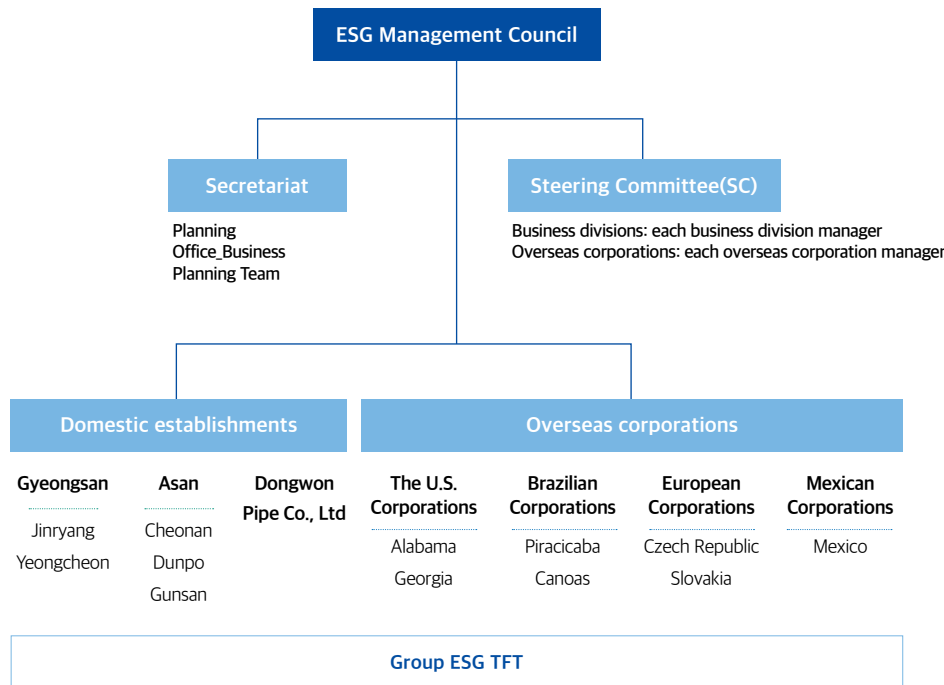 ESG Management Council
Secretariat
Planning
Office_Business
Planning Team
Steering Committee(SC)
Business divisions: each business division manager
Overseas corporations: each overseas corporation manager
Domestic establishments
Gyeongsan
Jinryang
Yeongcheon
Asan
Cheonan
Dunpo
Gunsan
Dongwon
Pipe Co., Ltd
Overseas corporations
The U.S.
Corporations
Alabama
Georgia
Brazilian
Corporations
Piracicaba
Canoas
European
Corporations
Czech Republic
Slovakia
Mexican
Corporations
Mexico
Group ESG TFT